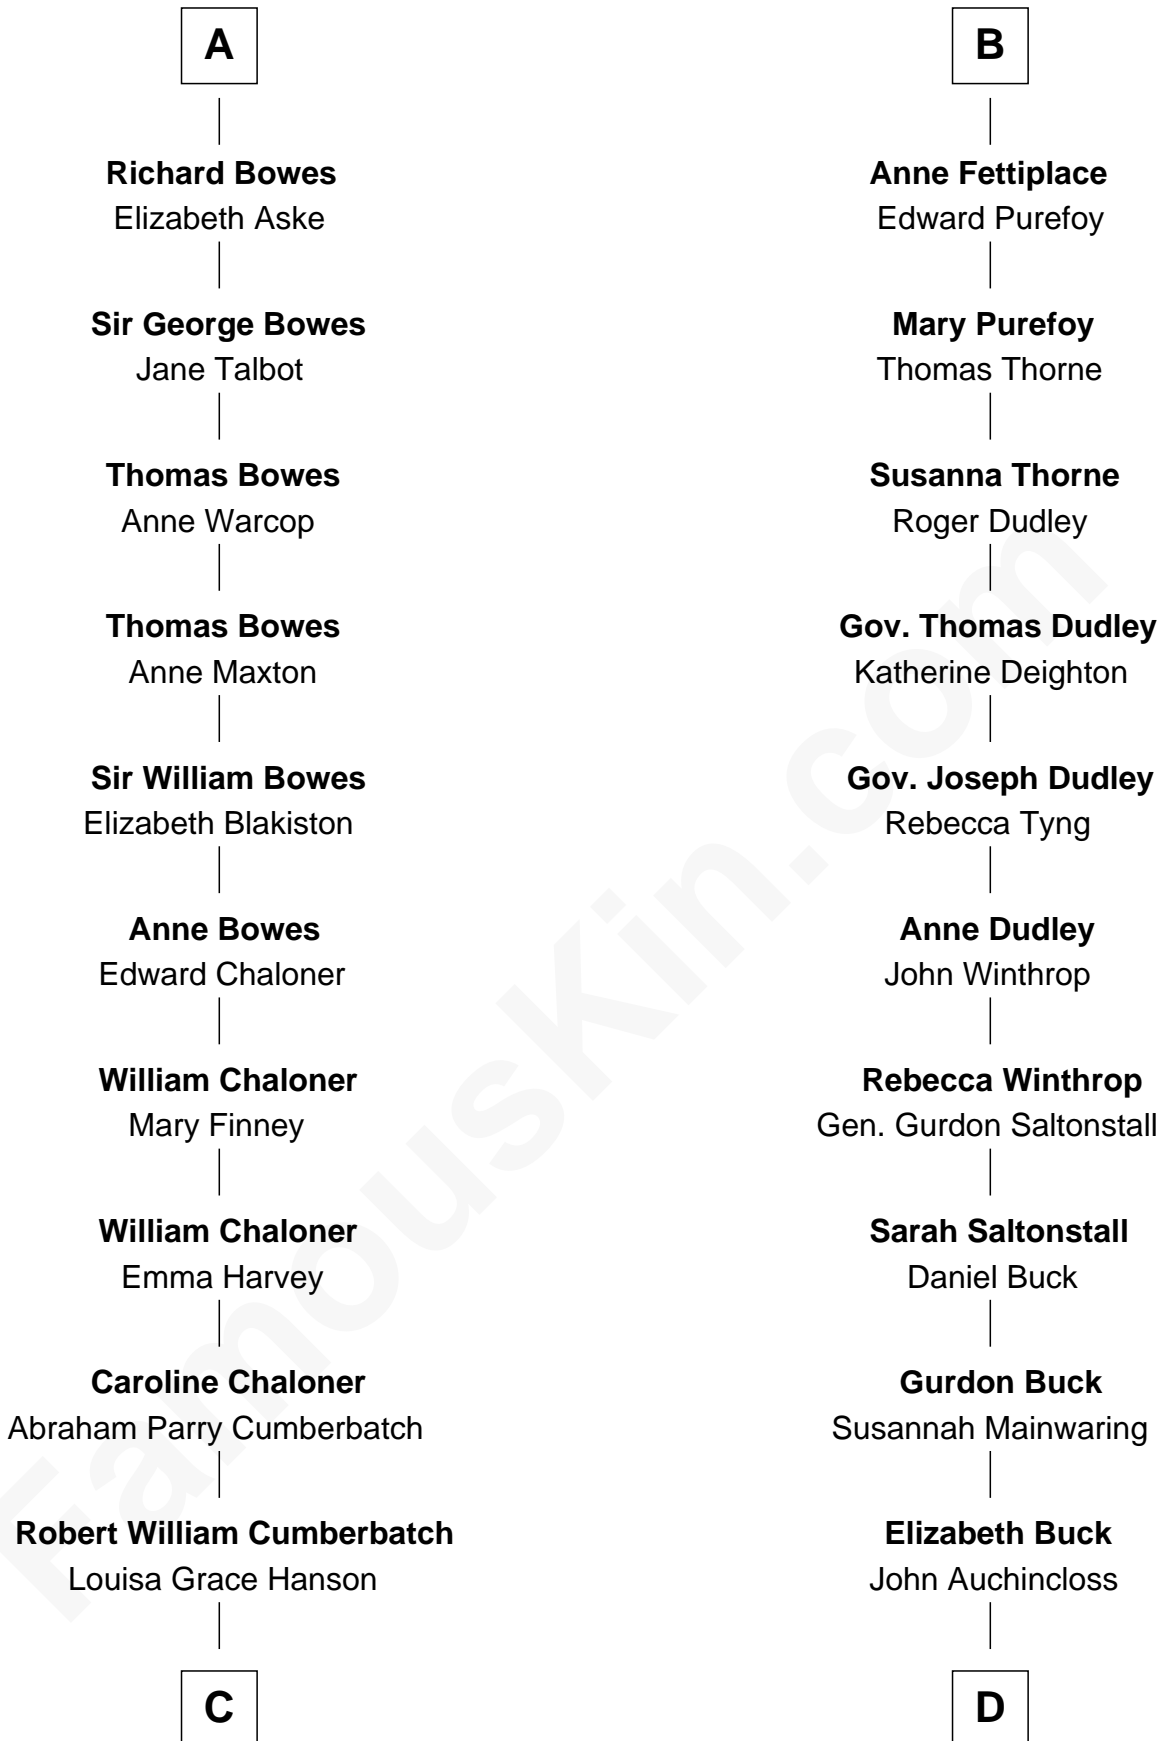 A
Richard Bowes
Elizabeth Aske
Sir George Bowes
Jane Talbot
Thomas Bowes
Anne Warcop
Thomas Bowes
Anne Maxton
Sir William Bowes
Elizabeth Blakiston
Anne Bowes
Edward Chaloner
William Chaloner
Mary Finney
William Chaloner
Emma Harvey
Caroline Chaloner
Abraham Parry Cumberbatch
Robert William Cumberbatch
Louisa Grace Hanson
C
B
Anne Fettiplace
Edward Purefoy
Mary Purefoy
Thomas Thorne
Susanna Thorne
Roger Dudley
Gov. Thomas Dudley
Katherine Deighton
Gov. Joseph Dudley
Rebecca Tyng
Anne Dudley
John Winthrop
Rebecca Winthrop
Gen. Gurdon Saltonstall
Sarah Saltonstall
Daniel Buck
Gurdon Buck
Susannah Mainwaring
Elizabeth Buck
John Auchincloss
D
FamousKin.com